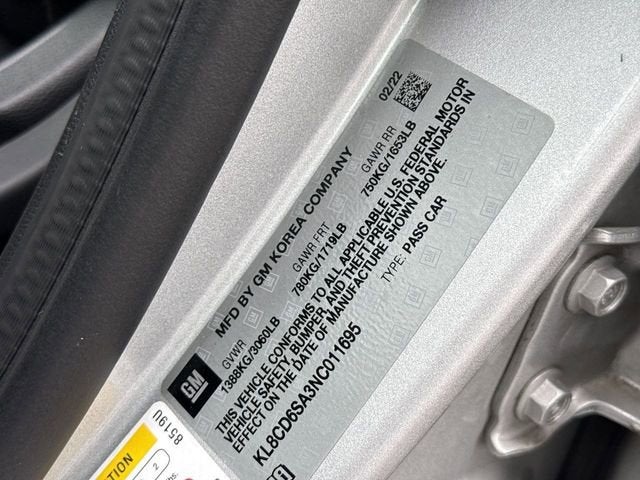 MFD BY GM KOREA COMPANY
02/22
GVWR
GAWR FRT
GAWR RR
1388KG/3060LB
780KG/1719LB
750KG/1653LB
THIS VEHICLE CONFORMS TO ALL APPLICABLE U.S. FEDERAL MOTOR
VEHICLE SAFETY, BUMPER, AND THEFT PREVENTION STANDARDS IN
EFFECT ON THE DATE OF MANUFACTURE SHOWN ABOVE.
KL8CD6SA3NC011695
TYPE: PASS CAR
GM
8519U
2